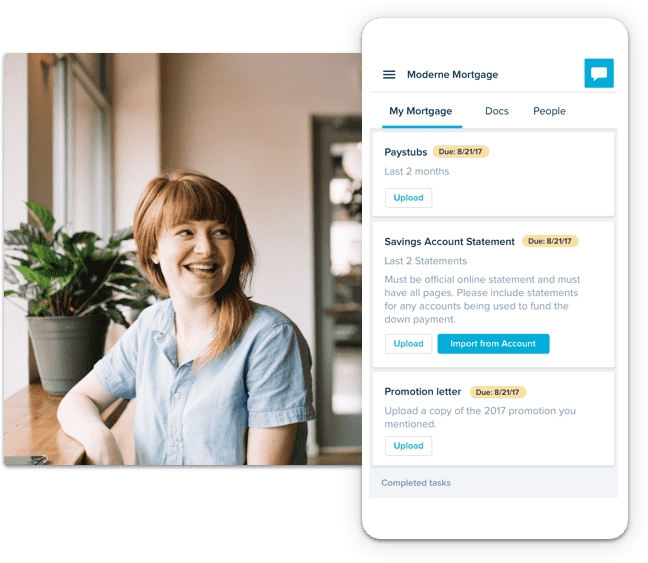 Moderne Mortgage
My Mortgage Docs People
Paystubs Due: 8/21/17
Last 2 months
Upload
Savings Account Statement Due: 8/21/17
Last 2 Statements
Must be official online statement and must
have all pages. Please include statements
for any accounts being used to fund the
down payment.
Upload Import from Account
Promotion letter Due: 8/21/17
Upload a copy of the 2017 promotion you
mentioned.
Upload
Completed tasks